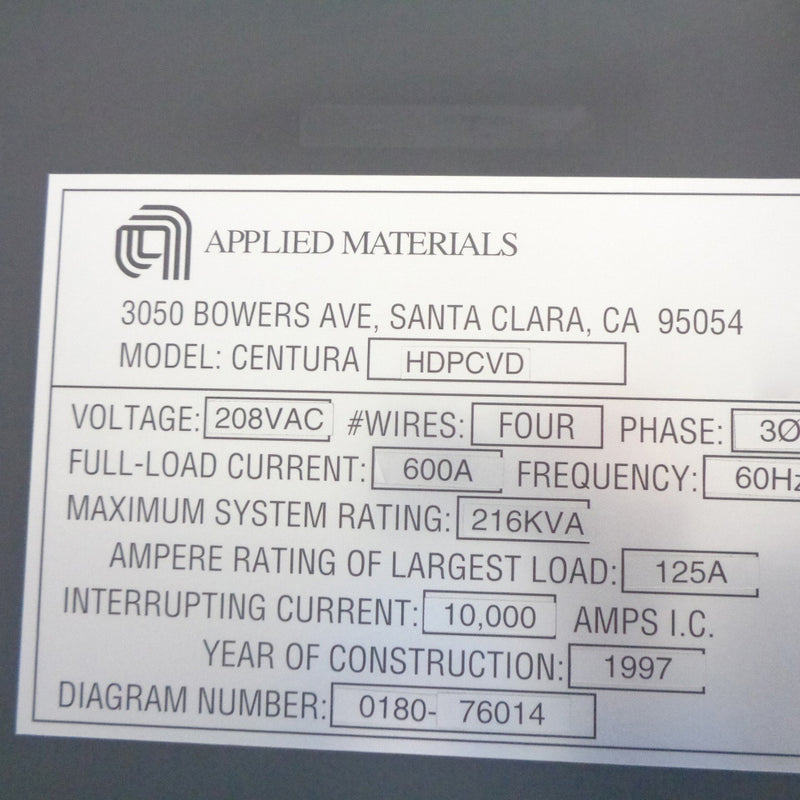 APPLIED MATERIALS
3050 BOWERS AVE, SANTA CLARA, CA 95054
MODEL: CENTURA HDPCVD
VOLTAGE: 208VAC #WIRES: FOUR PHASE: 3Ø
FULL-LOAD CURRENT: 600A FREQUENCY: 60Hz
MAXIMUM SYSTEM RATING: 216KVA
AMPERE RATING OF LARGEST LOAD: 125A
INTERRUPTING CURRENT: 10,000 AMPS I.C.
YEAR OF CONSTRUCTION: 1997
DIAGRAM NUMBER: 0180- 76014